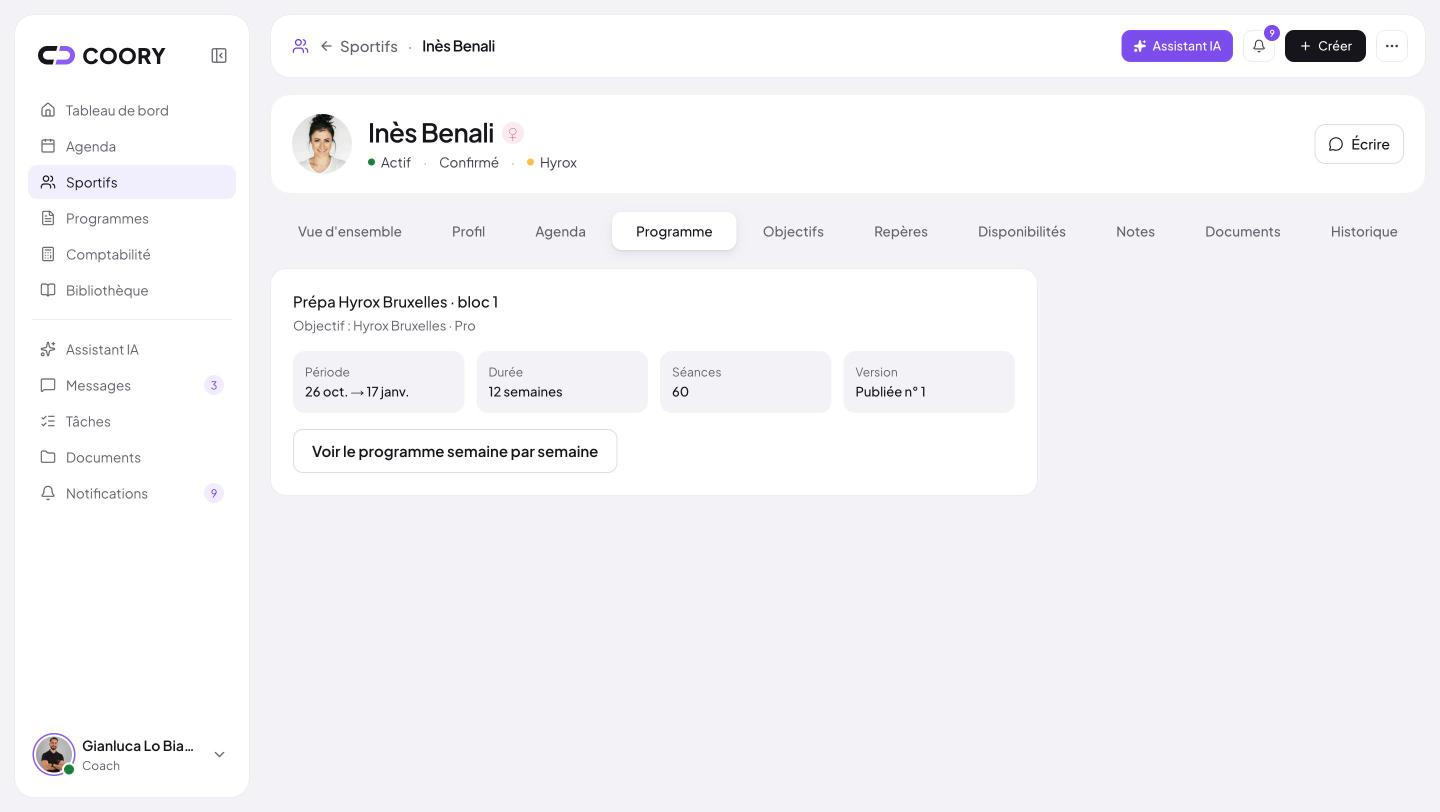 COORY
Tableau de bord
Agenda
Sportifs
Programmes
Comptabilité
Bibliothèque
Assistant IA
Messages 3
Tâches
Documents
Notifications 9
Gianluca Lo Bia...
Coach
← Sportifs · Inès Benali
Assistant IA
9
+ Créer
Inès Benali ♀
Actif · Confirmé · Hyrox
Écrire
Vue d'ensemble Profil Agenda Programme Objectifs Repères Disponibilités Notes Documents Historique
Prépa Hyrox Bruxelles · bloc 1
Objectif : Hyrox Bruxelles · Pro
Période
26 oct. → 17 janv.
Durée
12 semaines
Séances
60
Version
Publiée n° 1
Voir le programme semaine par semaine